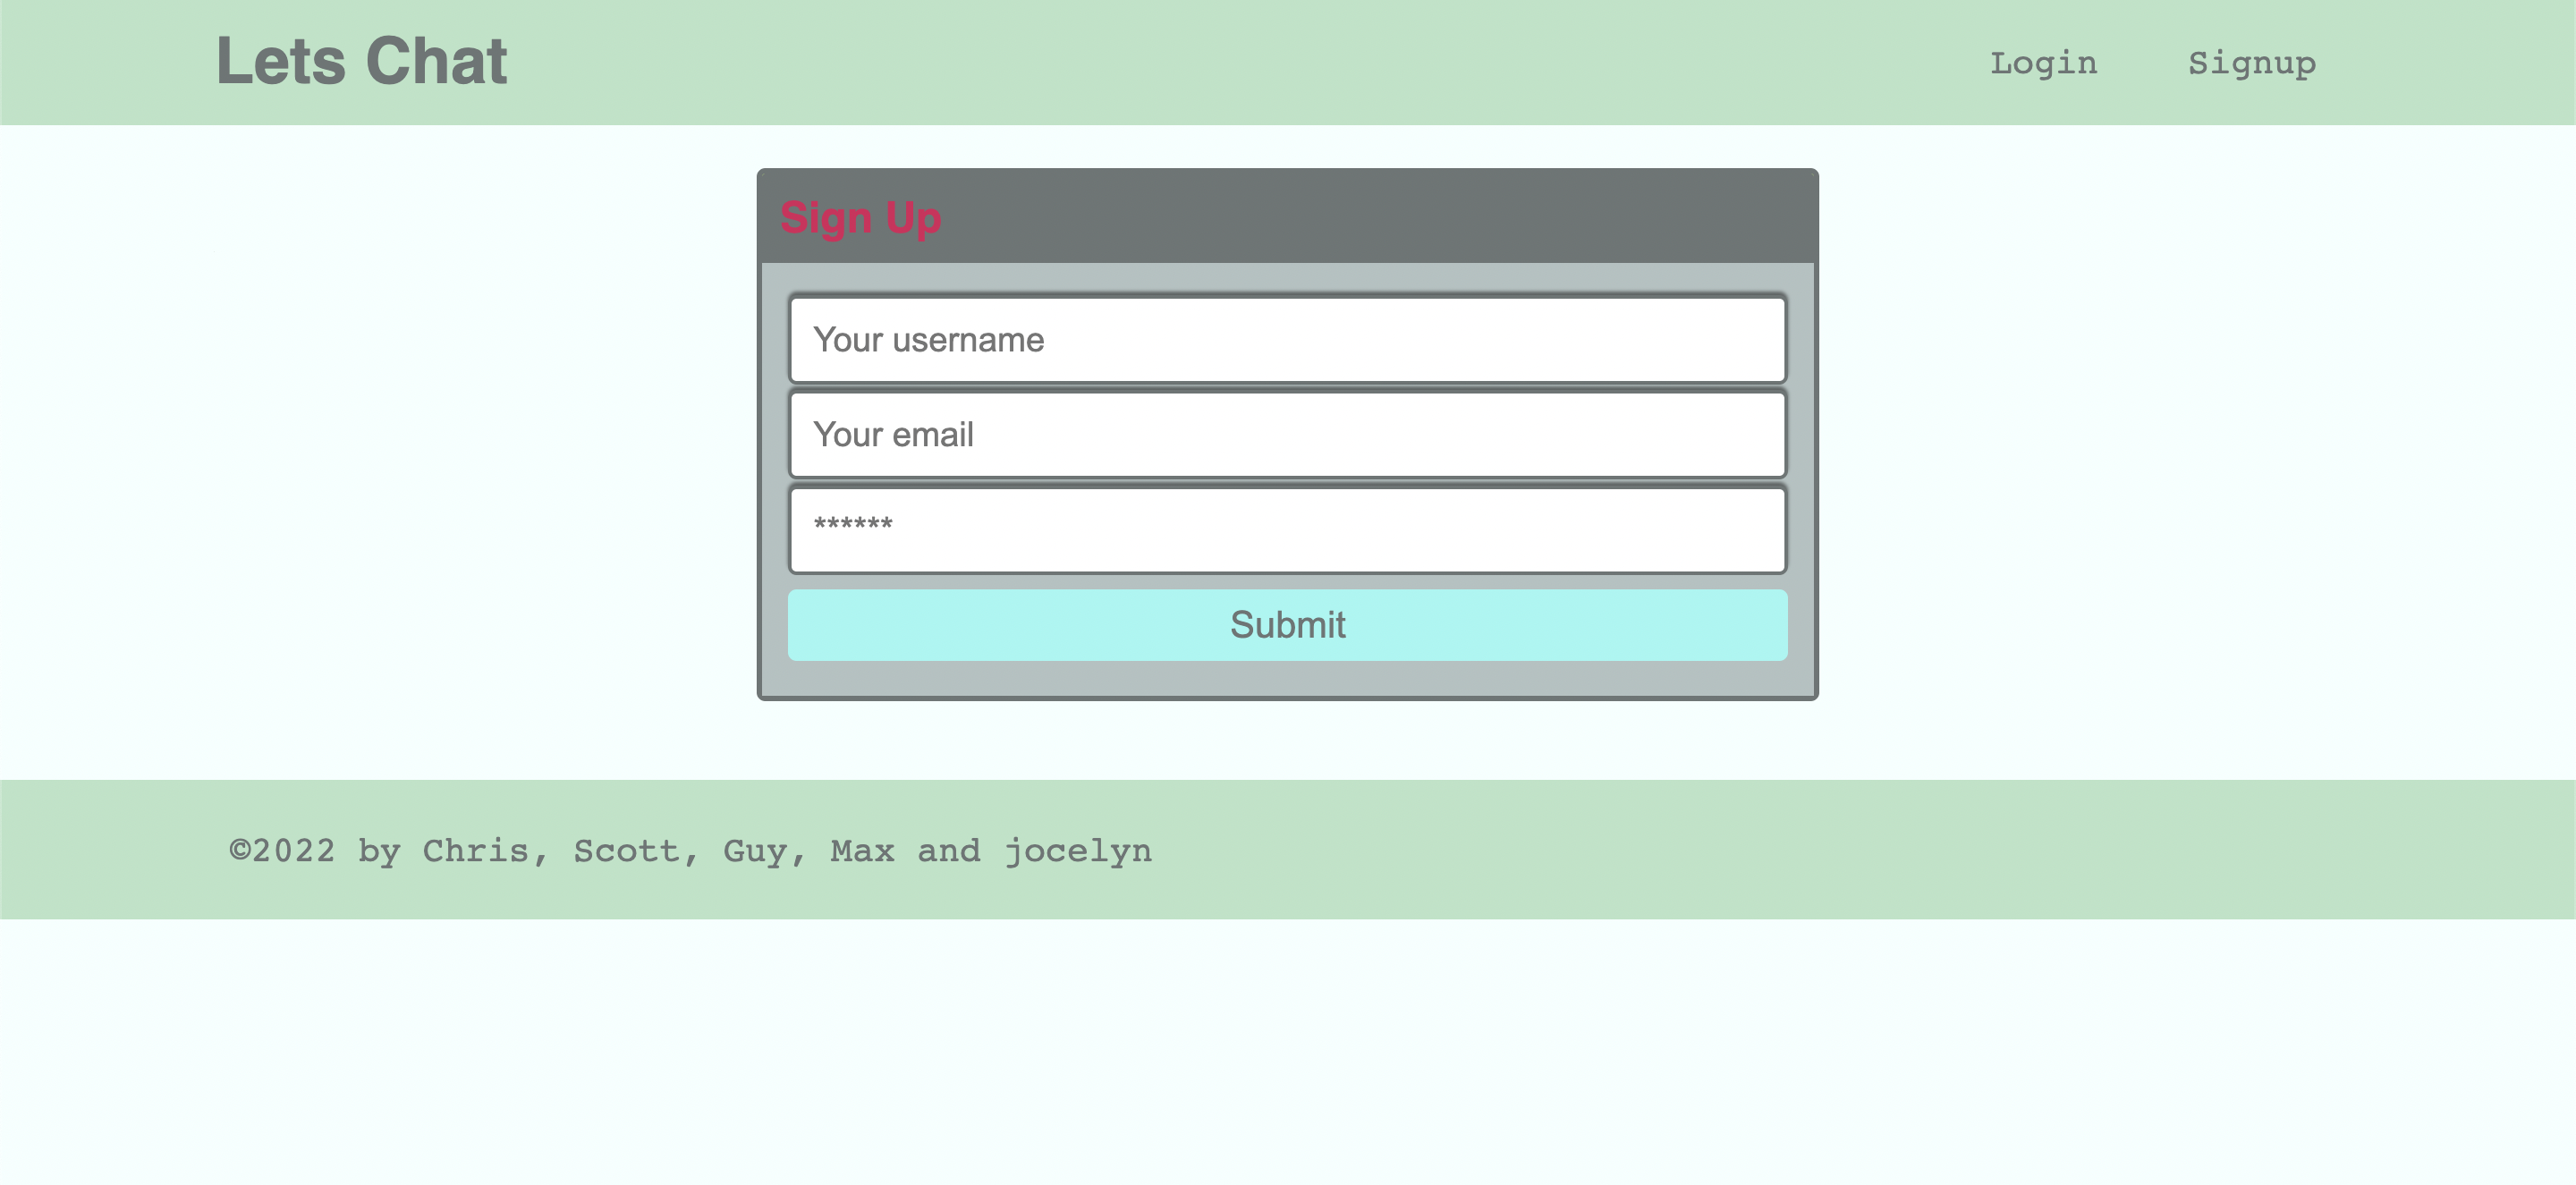 Lets Chat
Login Signup
Sign Up
Your username
Your email
******
Submit
©2022 by Chris, Scott, Guy, Max and jocelyn